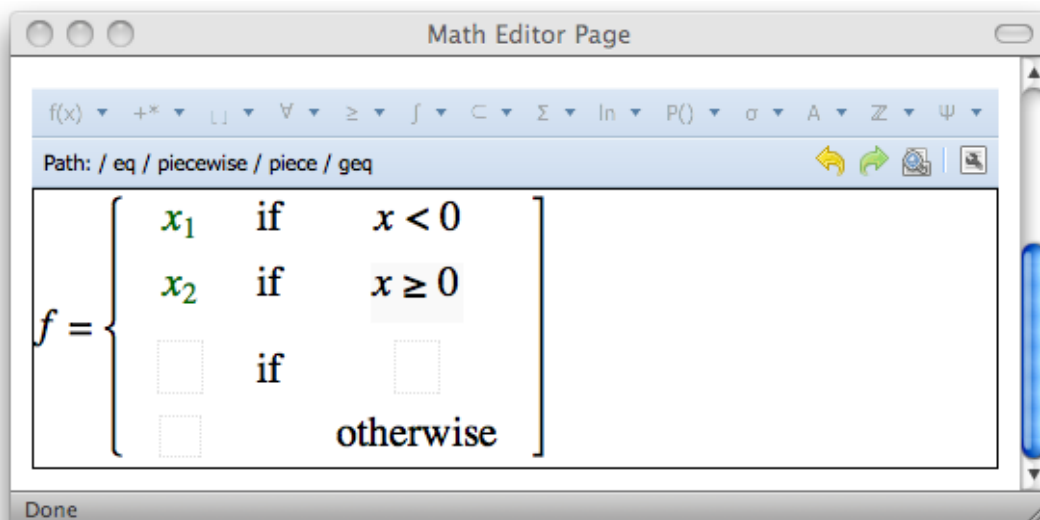 Math Editor Page
f(x) +* [ ] ∀ ≥ ∫ ⊂ Σ ln P() σ A ℤ Ψ
Path: / eq / piecewise / piece / geq
x₁ if x < 0
x₂ if x ≥ 0
f = {
if
otherwise ]
Done